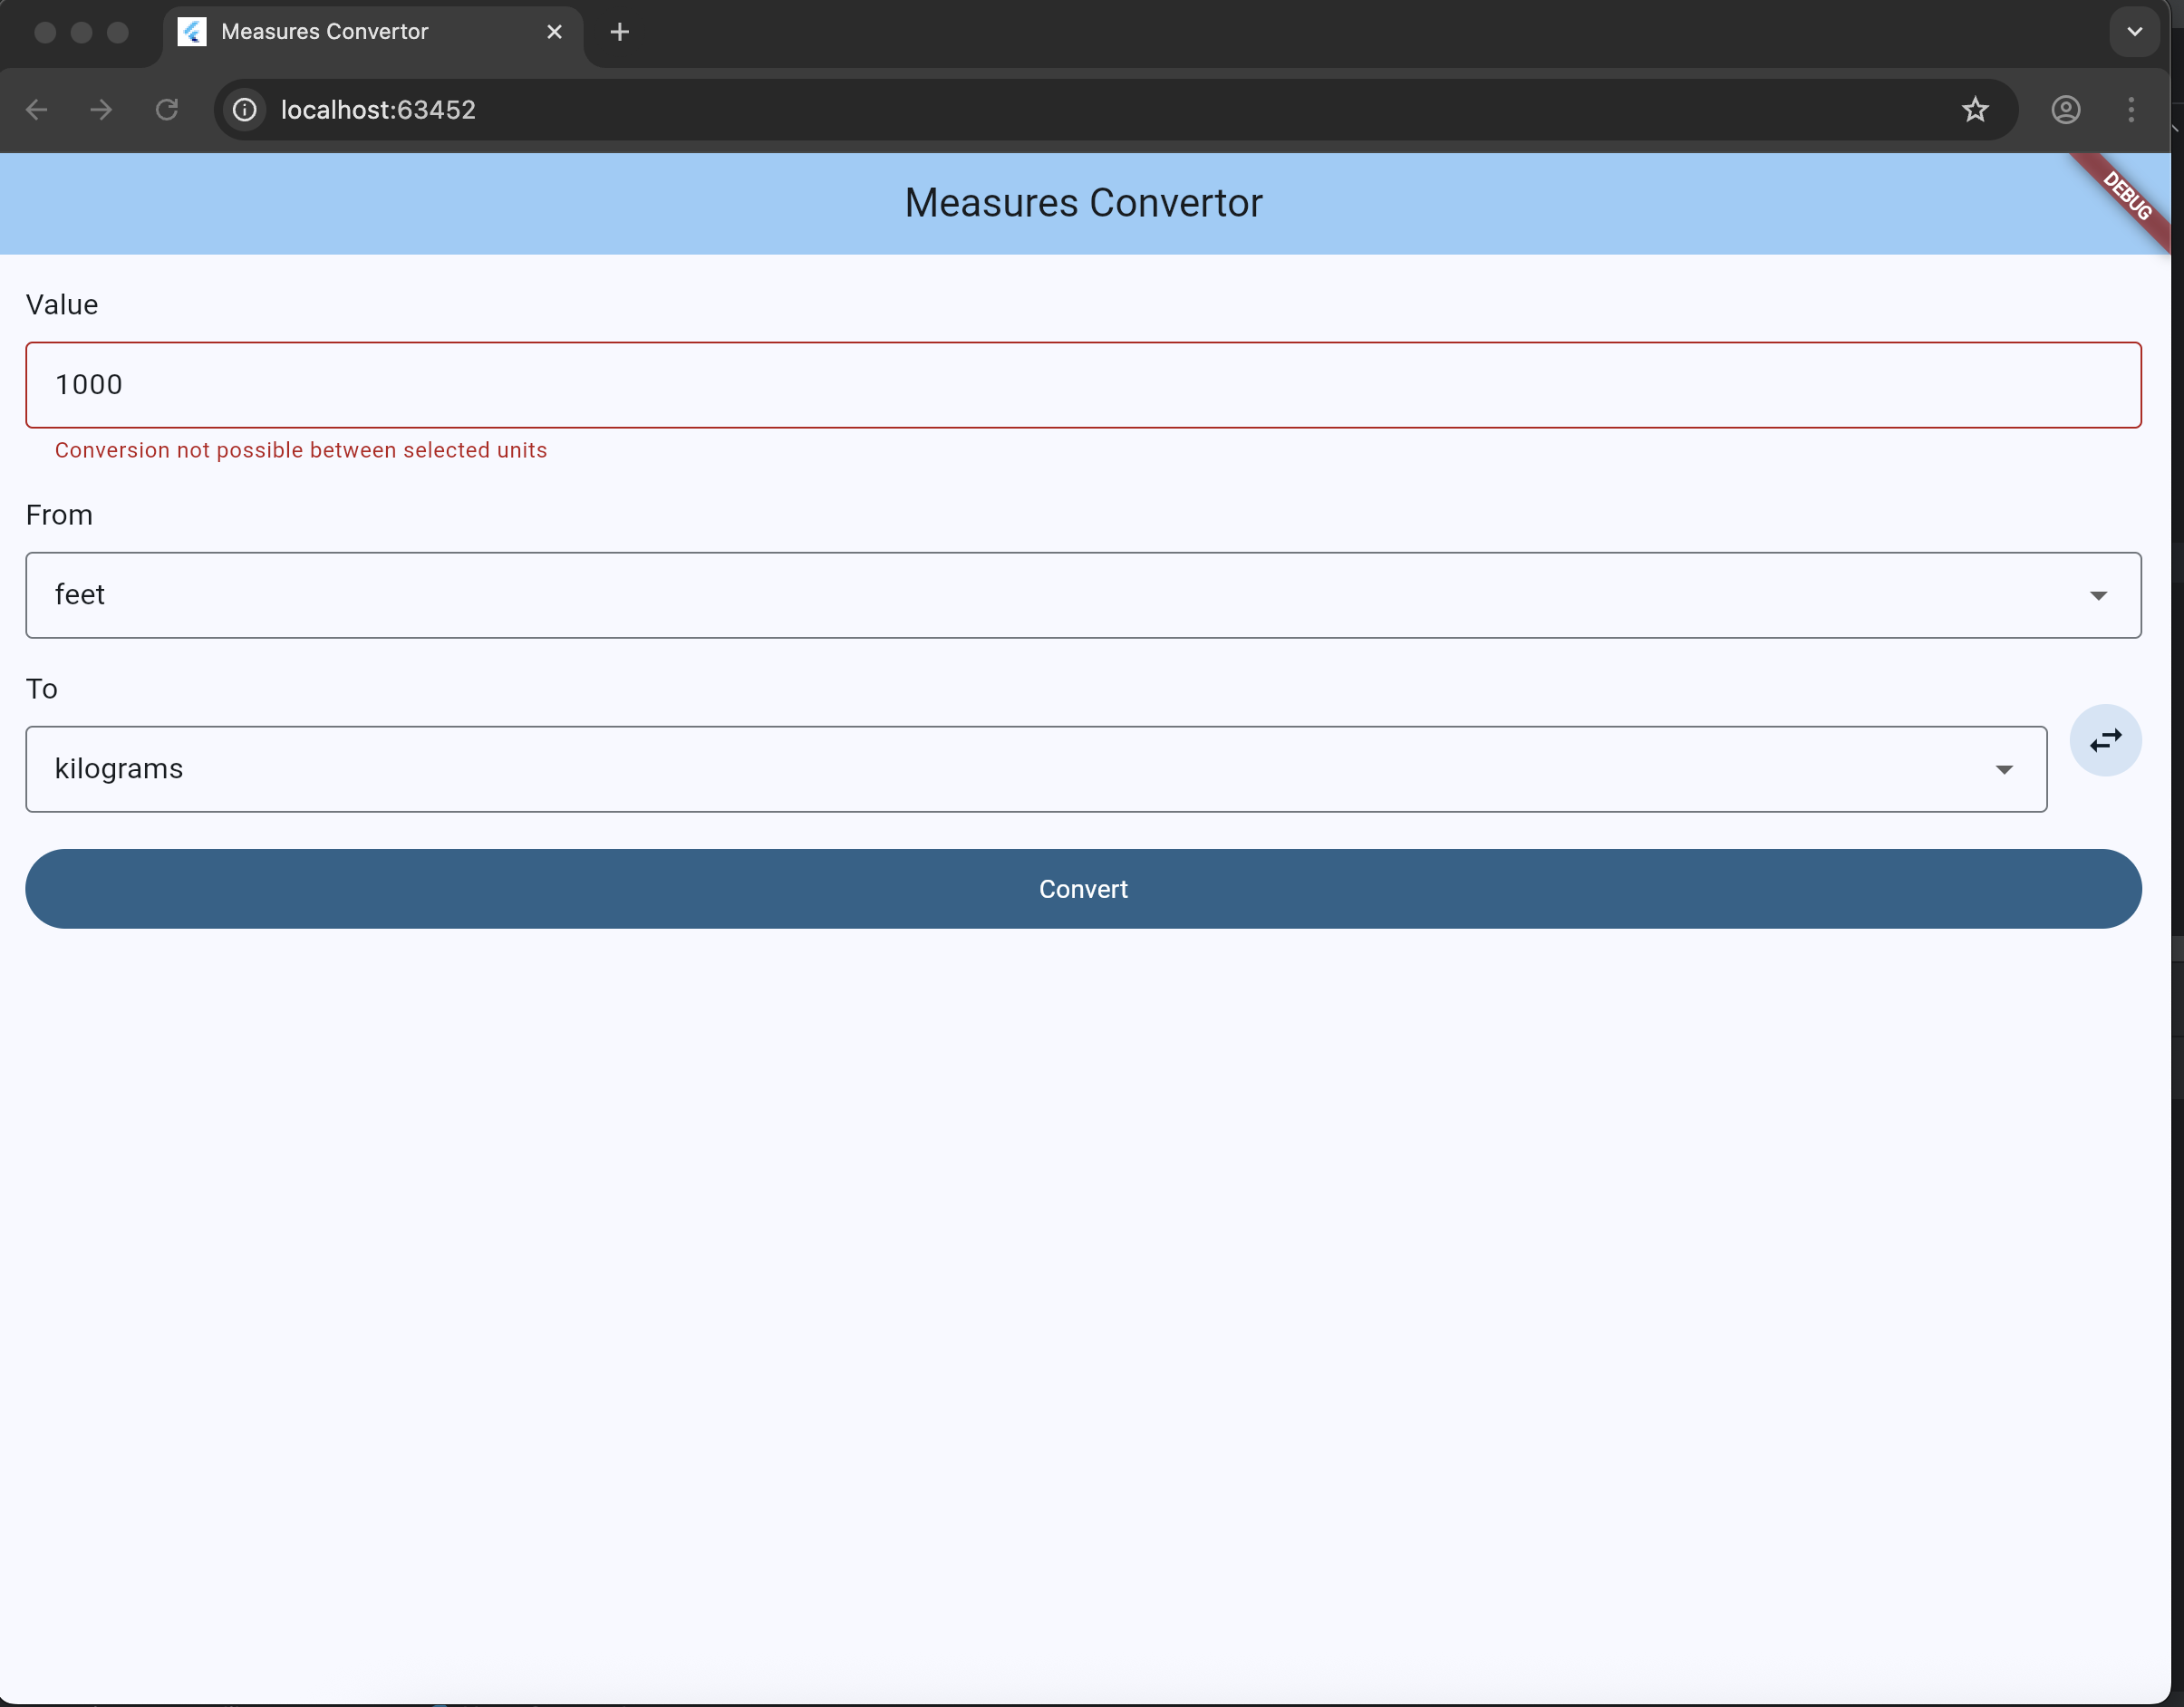 Measures Convertor
localhost:63452
Measures Convertor
DEBUG
Value
1000
Conversion not possible between selected units
From
feet
To
kilograms
Convert